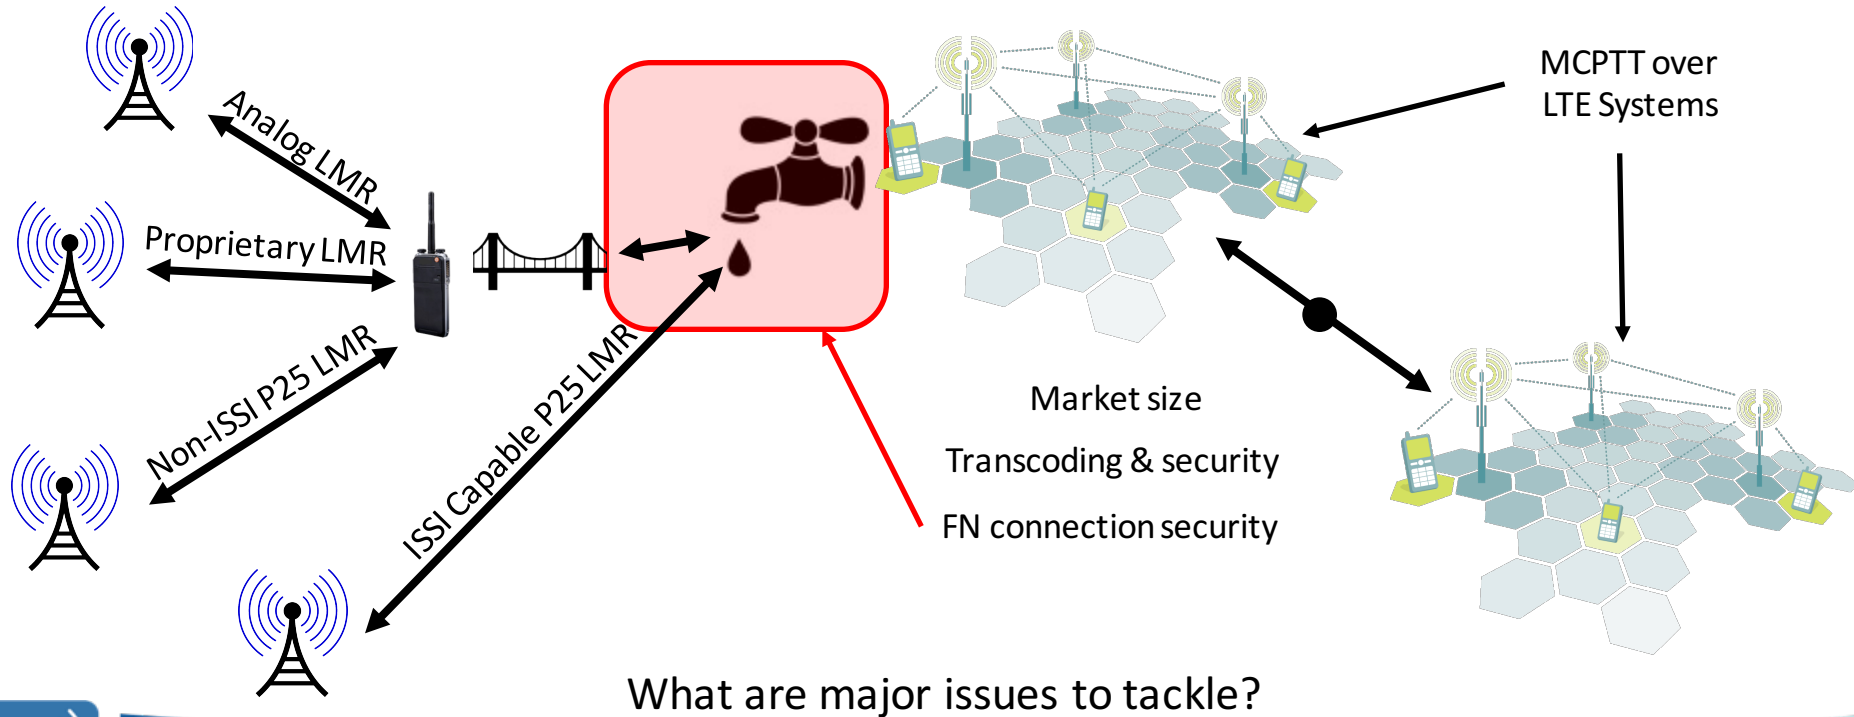 Analog LMR
Proprietary LMR
Non-ISSI P25 LMR
ISSI Capable P25 LMR
MCPTT over
LTE Systems
Market size
Transcoding & security
FN connection security
What are major issues to tackle?